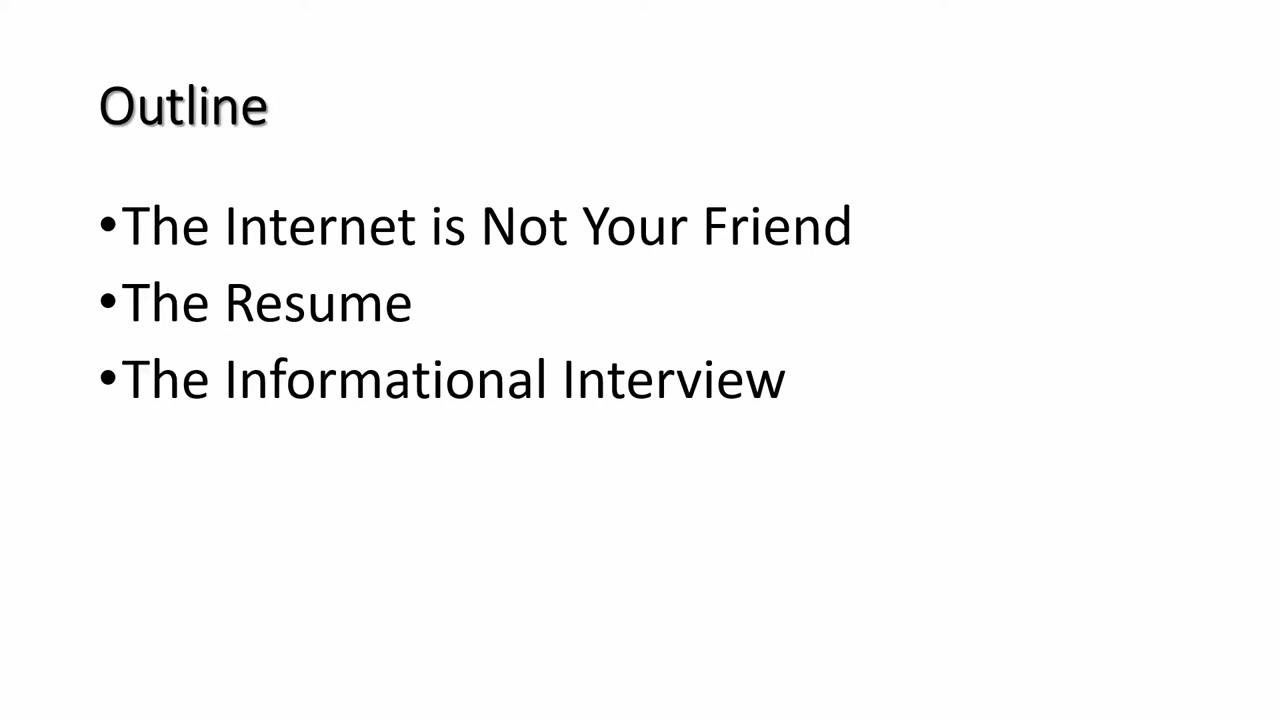 Outline
•The Internet is Not Your Friend
•The Resume
•The Informational Interview